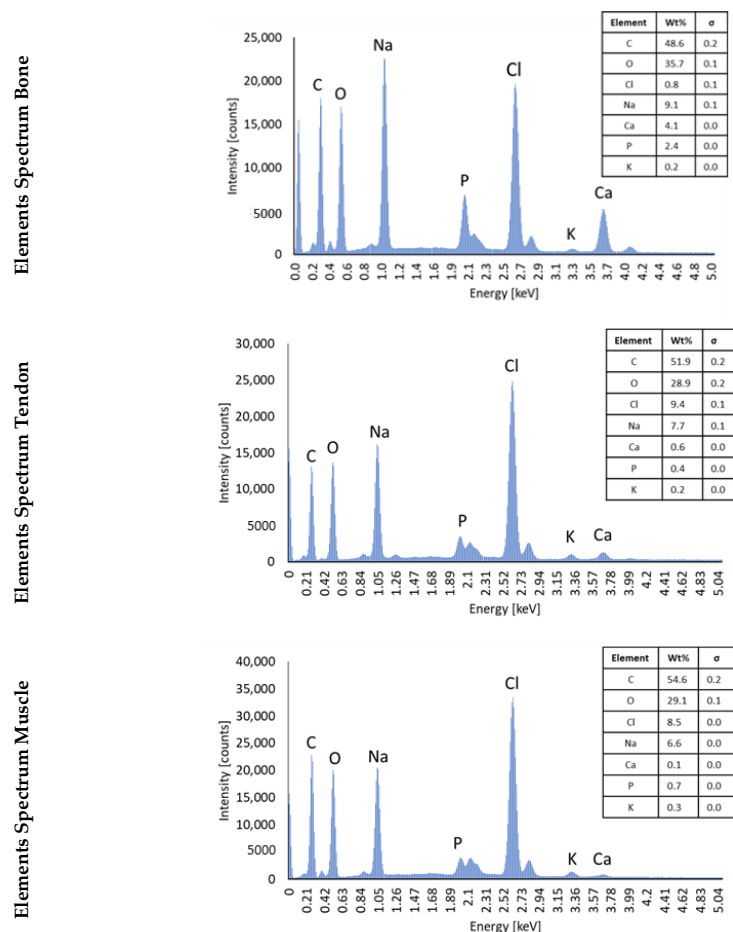 Elements Spectrum Bone
25,000
20,000
15,000
10,000
5000
0
Intensity [counts]
C
O
Na
P
Cl
K
Ca
0.0 0.2 0.4 0.6 0.8 1.0 1.2 1.4 1.6 1.9 2.1 2.3 2.5 2.7 2.9 3.1 3.3 3.5 3.7 4.0 4.2 4.4 4.6 4.8 5.0
Energy [keV]
Element Wt% σ
C 48.6 0.2
O 35.7 0.1
Cl 0.8 0.1
Na 9.1 0.1
Ca 4.1 0.0
P 2.4 0.0
K 0.2 0.0
Elements Spectrum Tendon
30,000
25,000
20,000
15,000
10,000
5000
0
Intensity [counts]
C
O
Na
P
Cl
K
Ca
0 0.21 0.42 0.63 0.84 1.05 1.26 1.47 1.68 1.89 2.1 2.31 2.52 2.73 2.94 3.15 3.36 3.57 3.78 3.99 4.2 4.41 4.62 4.83 5.04
Energy [keV]
Element Wt% σ
C 51.9 0.2
O 28.9 0.2
Cl 9.4 0.1
Na 7.7 0.1
Ca 0.6 0.0
P 0.4 0.0
K 0.2 0.0
Elements Spectrum Muscle
40,000
35,000
30,000
25,000
20,000
15,000
10,000
5000
0
Intensity [counts]
C
O
Na
P
Cl
K
Ca
0 0.21 0.42 0.63 0.84 1.05 1.26 1.47 1.68 1.89 2.1 2.31 2.52 2.73 2.94 3.15 3.36 3.57 3.78 3.99 4.2 4.41 4.62 4.83 5.04
Energy [keV]
Element Wt% σ
C 54.6 0.2
O 29.1 0.1
Cl 8.5 0.0
Na 6.6 0.0
Ca 0.1 0.0
P 0.7 0.0
K 0.3 0.0